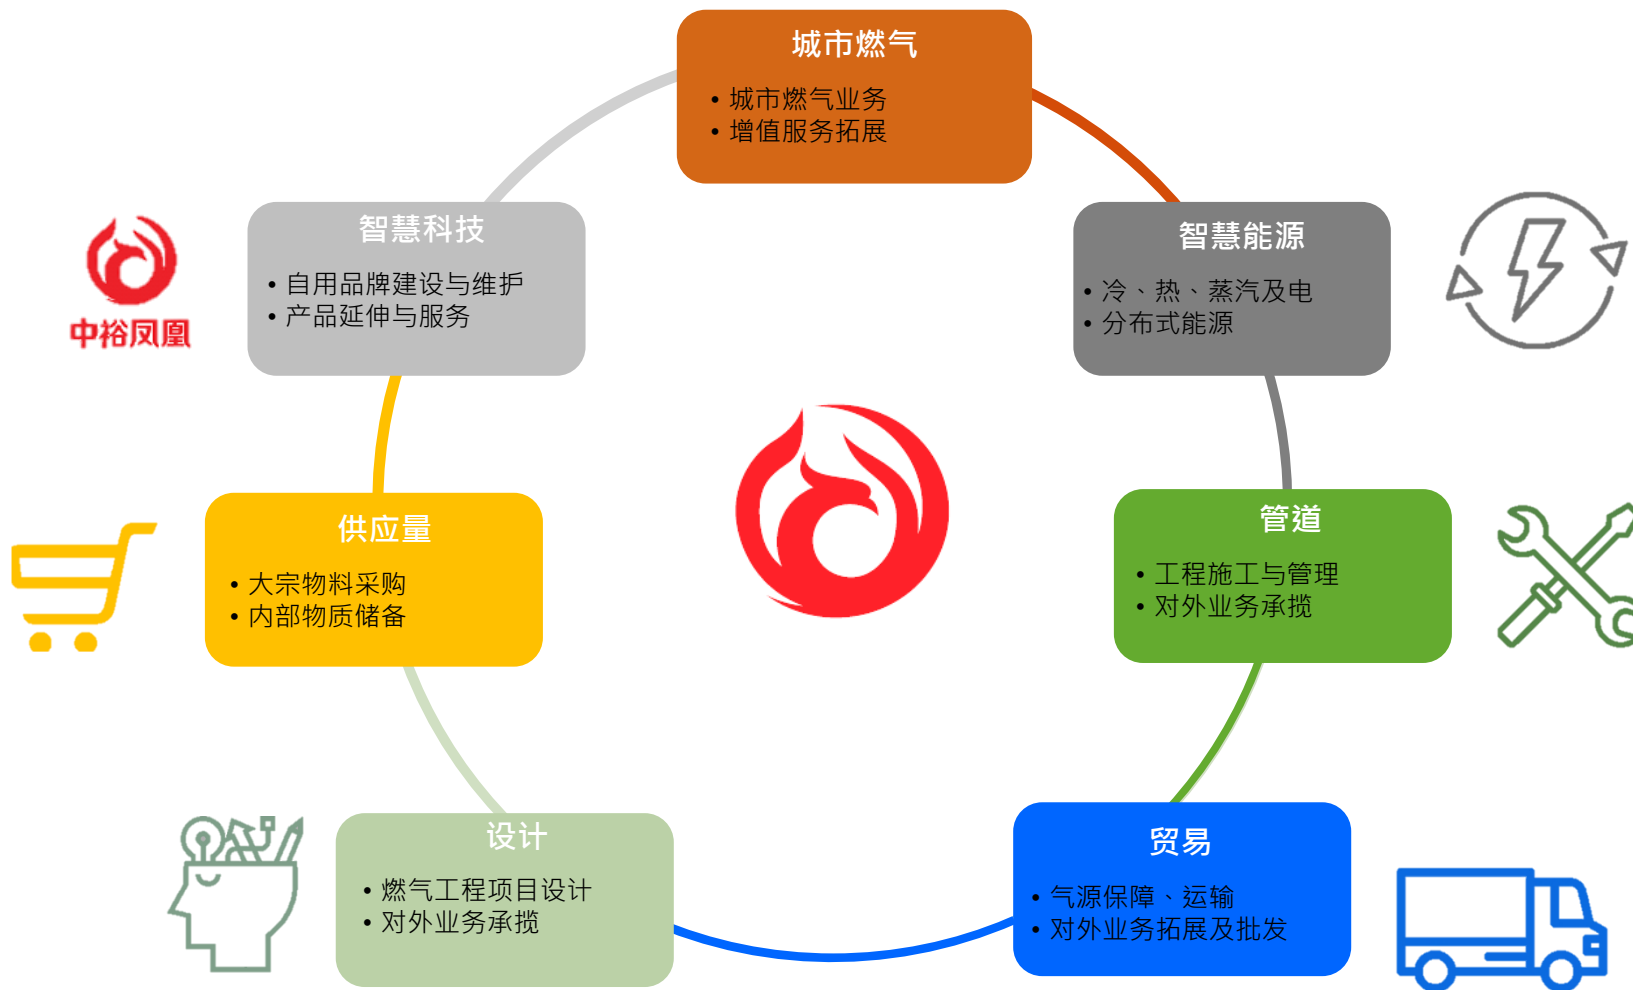 城市燃气
• 城市燃气业务
• 增值服务拓展
智慧科技
• 自用品牌建设与维护
• 产品延伸与服务
中裕凤凰
智慧能源
• 冷、热、蒸汽及电
• 分布式能源
供应量
• 大宗物料采购
• 内部物质储备
管道
• 工程施工与管理
• 对外业务承揽
设计
• 燃气工程项目设计
• 对外业务承揽
贸易
• 气源保障、运输
• 对外业务拓展及批发